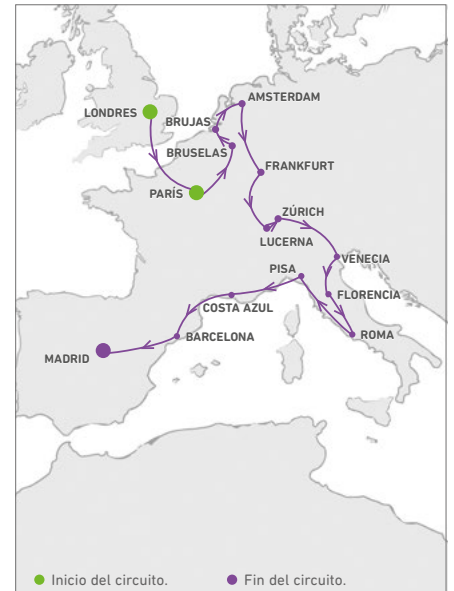 AMSTERDAM
LONDRES
BRUJAS
BRUSELAS
FRANKFURT
PARÍS
ZÚRICH
LUCERNA
VENECIA
PISA
FLORENCIA
COSTA AZUL
ROMA
BARCELONA
MADRID
Inicio del circuito.
Fin del circuito.